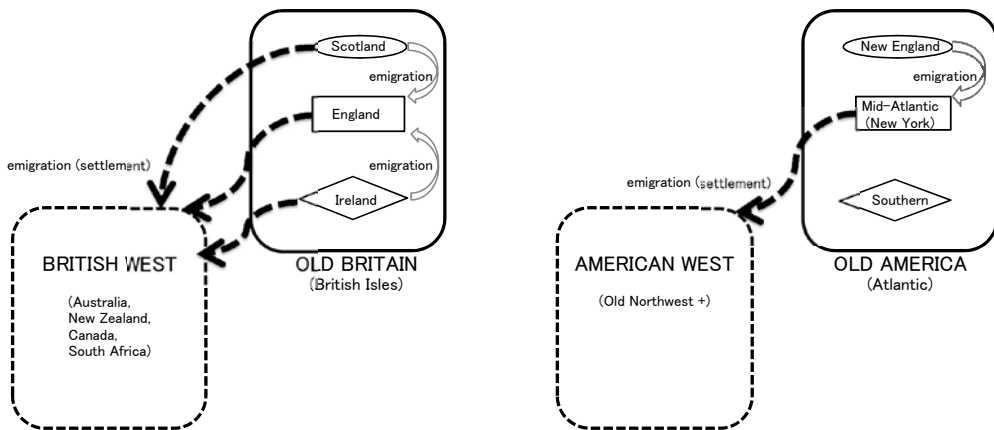 Scotland
emigration
England
emigration (settlement)
emigration
Ireland
BRITISH WEST
OLD BRITAIN
(British Isles)
(Australia,
New Zealand,
Canada,
South Africa)
New England
emigration
Mid-Atlantic
(New York)
emigration (settlement)
Southern
AMERICAN WEST
OLD AMERICA
(Atlantic)
(Old Northwest +)